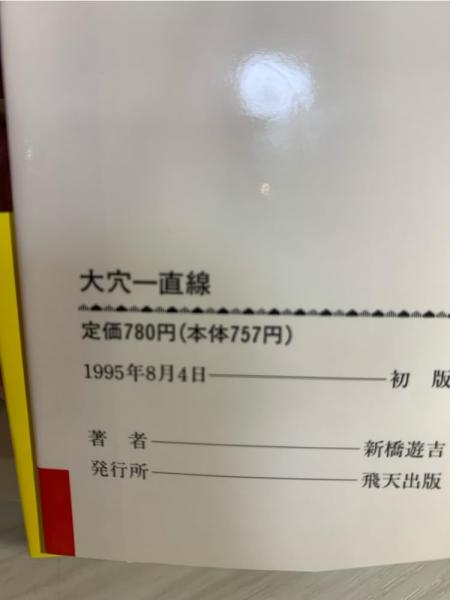 大穴一直線
定価780円(本体757円)
1995年8月4日――初版
著者――新橋遊吉
発行所――飛天出版